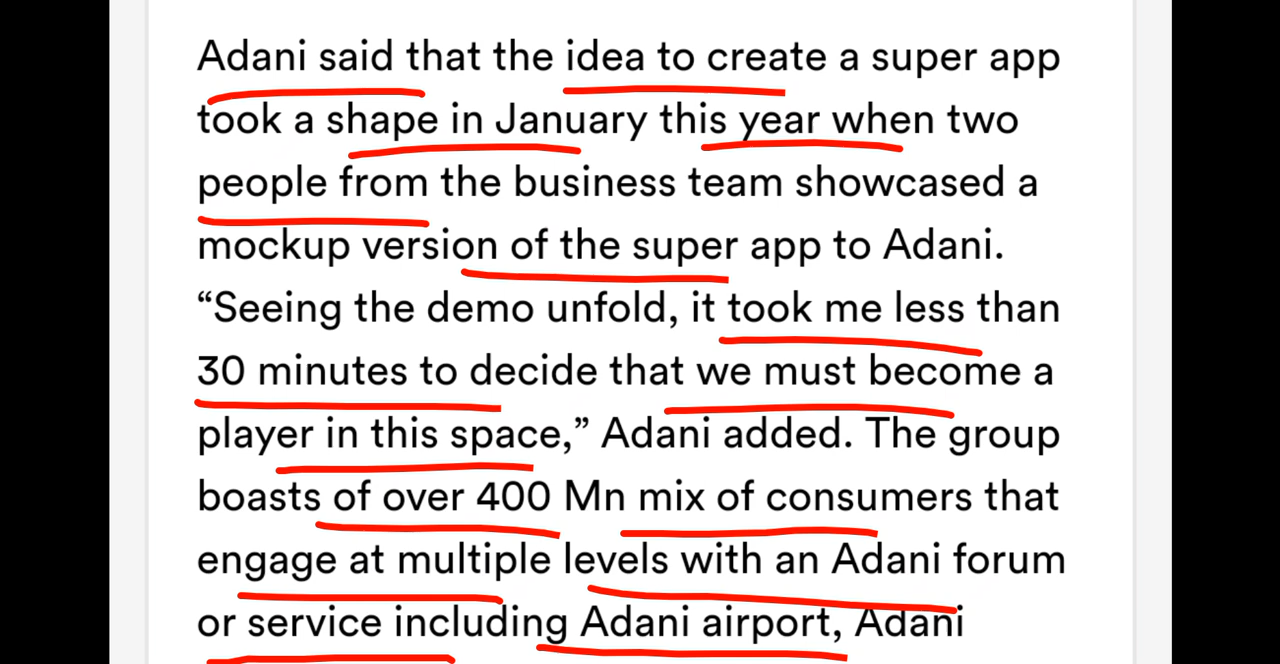 Adani said that the idea to create a super app
took a shape in January this year when two
people from the business team showcased a
mockup version of the super app to Adani.
“Seeing the demo unfold, it took me less than
30 minutes to decide that we must become a
player in this space,” Adani added. The group
boasts of over 400 Mn mix of consumers that
engage at multiple levels with an Adani forum
or service including Adani airport, Adani